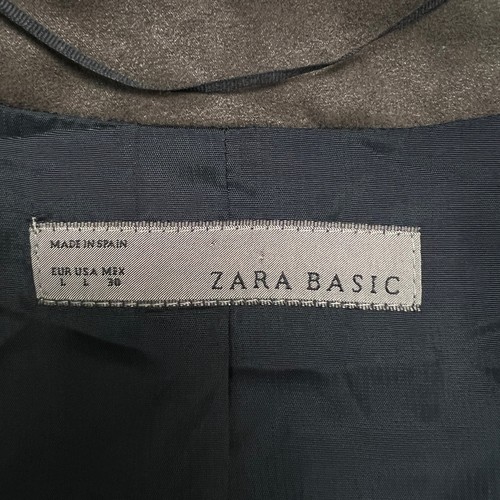 MADE IN SPAIN
EUR USA MEX
L L 30
ZARA BASIC